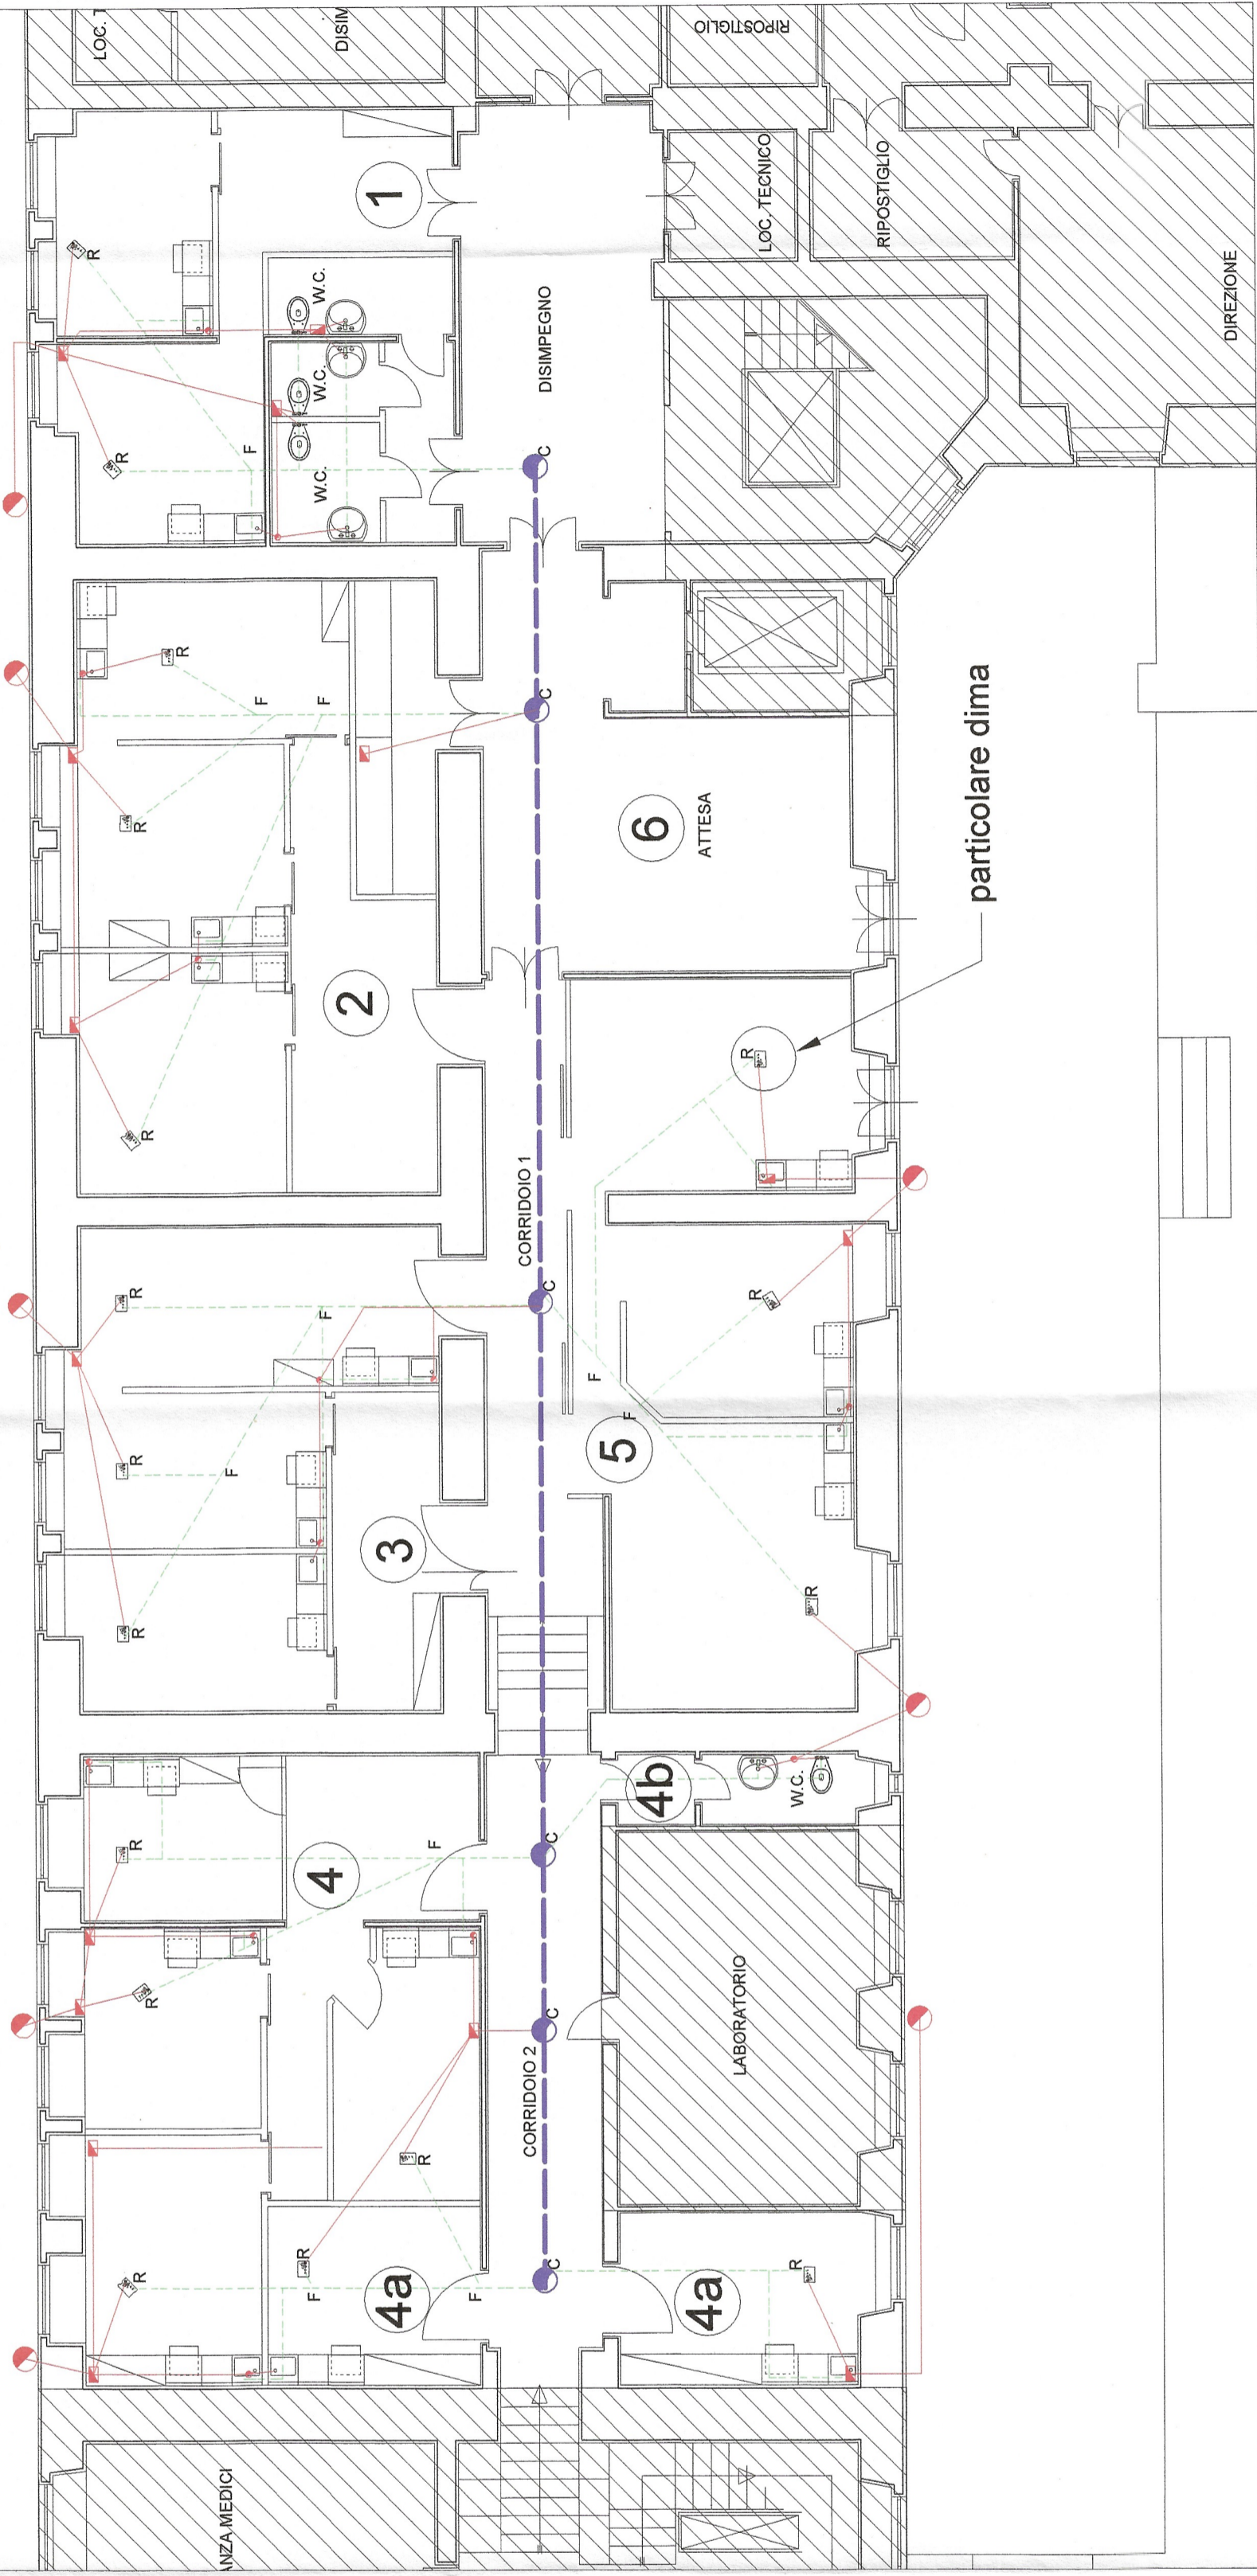 LOC. T
DISIM
RIPOSTIGLIO
R
1
LOC. TECNICO
RIPOSTIGLIO
W.C.
DISIMPEGNO
DIREZIONE
W.C.
R
F
W.C.
C
R
F
F
C
R
6
ATTESA
particolare dima
2
R
R
CORRIDOIO 1
R
F
C
R
F
R
F
F
5
3
R
R
4b
W.C.
R
4
F
C
R
C
CORRIDOIO 2
LABORATORIO
R
R
R
F
4a
F
C
4a
R
ANZA MEDICI